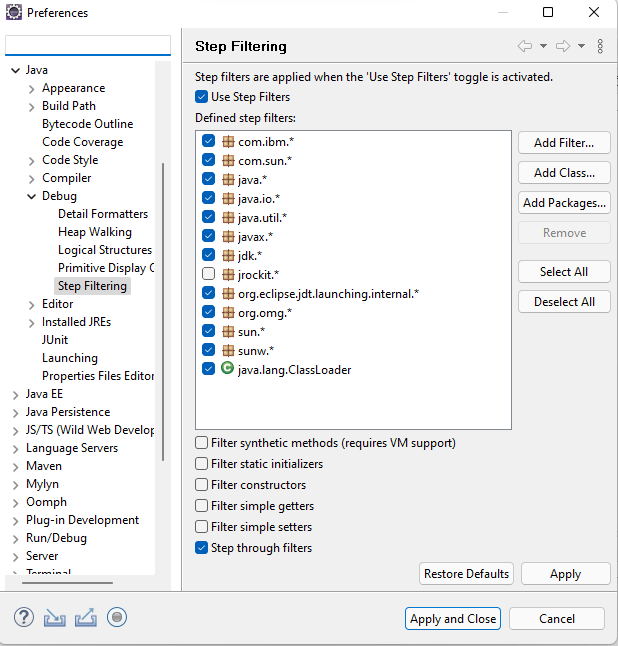 Preferences
Java
Appearance
Build Path
Bytecode Outline
Code Coverage
Code Style
Compiler
Debug
Detail Formatters
Heap Walking
Logical Structures
Primitive Display
Step Filtering
Editor
Installed JREs
JUnit
Launching
Properties Files Editor
Java EE
Java Persistence
JS/TS (Wild Web Develop
Language Servers
Maven
Mylyn
Oomph
Plug-in Development
Run/Debug
Server
Terminal
Step Filtering
Step filters are applied when the 'Use Step Filters' toggle is activated.
Use Step Filters
Defined step filters:
com.ibm.*
com.sun.*
java.*
java.io.*
java.util.*
javax.*
jdk.*
jrockit.*
org.eclipse.jdt.launching.internal.*
org.omg.*
sun.*
sunw.*
java.lang.ClassLoader
Add Filter...
Add Class...
Add Packages...
Remove
Select All
Deselect All
Filter synthetic methods (requires VM support)
Filter static initializers
Filter constructors
Filter simple getters
Filter simple setters
Step through filters
Restore Defaults
Apply
Apply and Close
Cancel